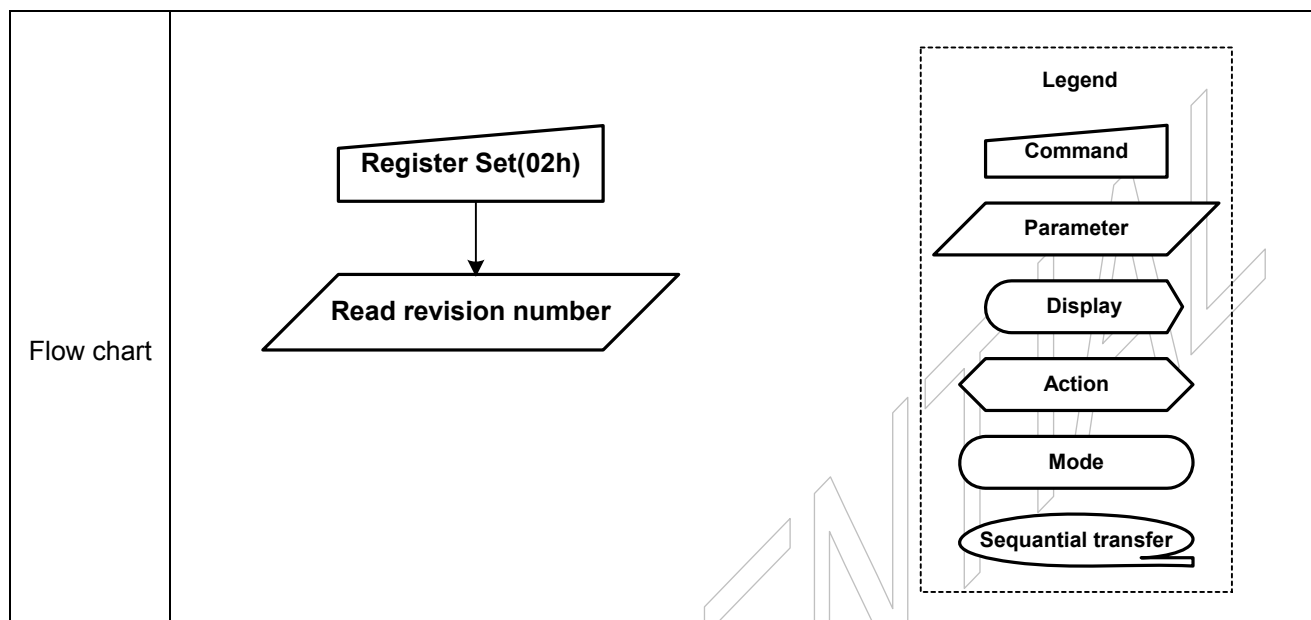 Flow chart
Register Set(02h)
Read revision number
Legend
Command
Parameter
Display
Action
Mode
Sequantial transfer